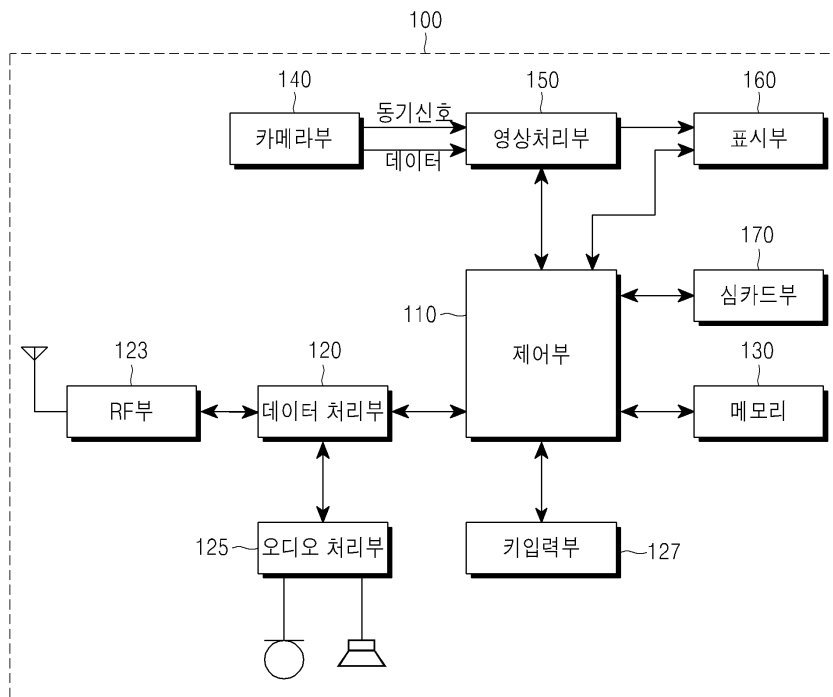 100
140
150
160
카메라부
동기신호
데이터
영상처리부
표시부
170
심카드부
110
제어부
123
RF부
120
데이터 처리부
130
메모리
125
오디오 처리부
키입력부
127